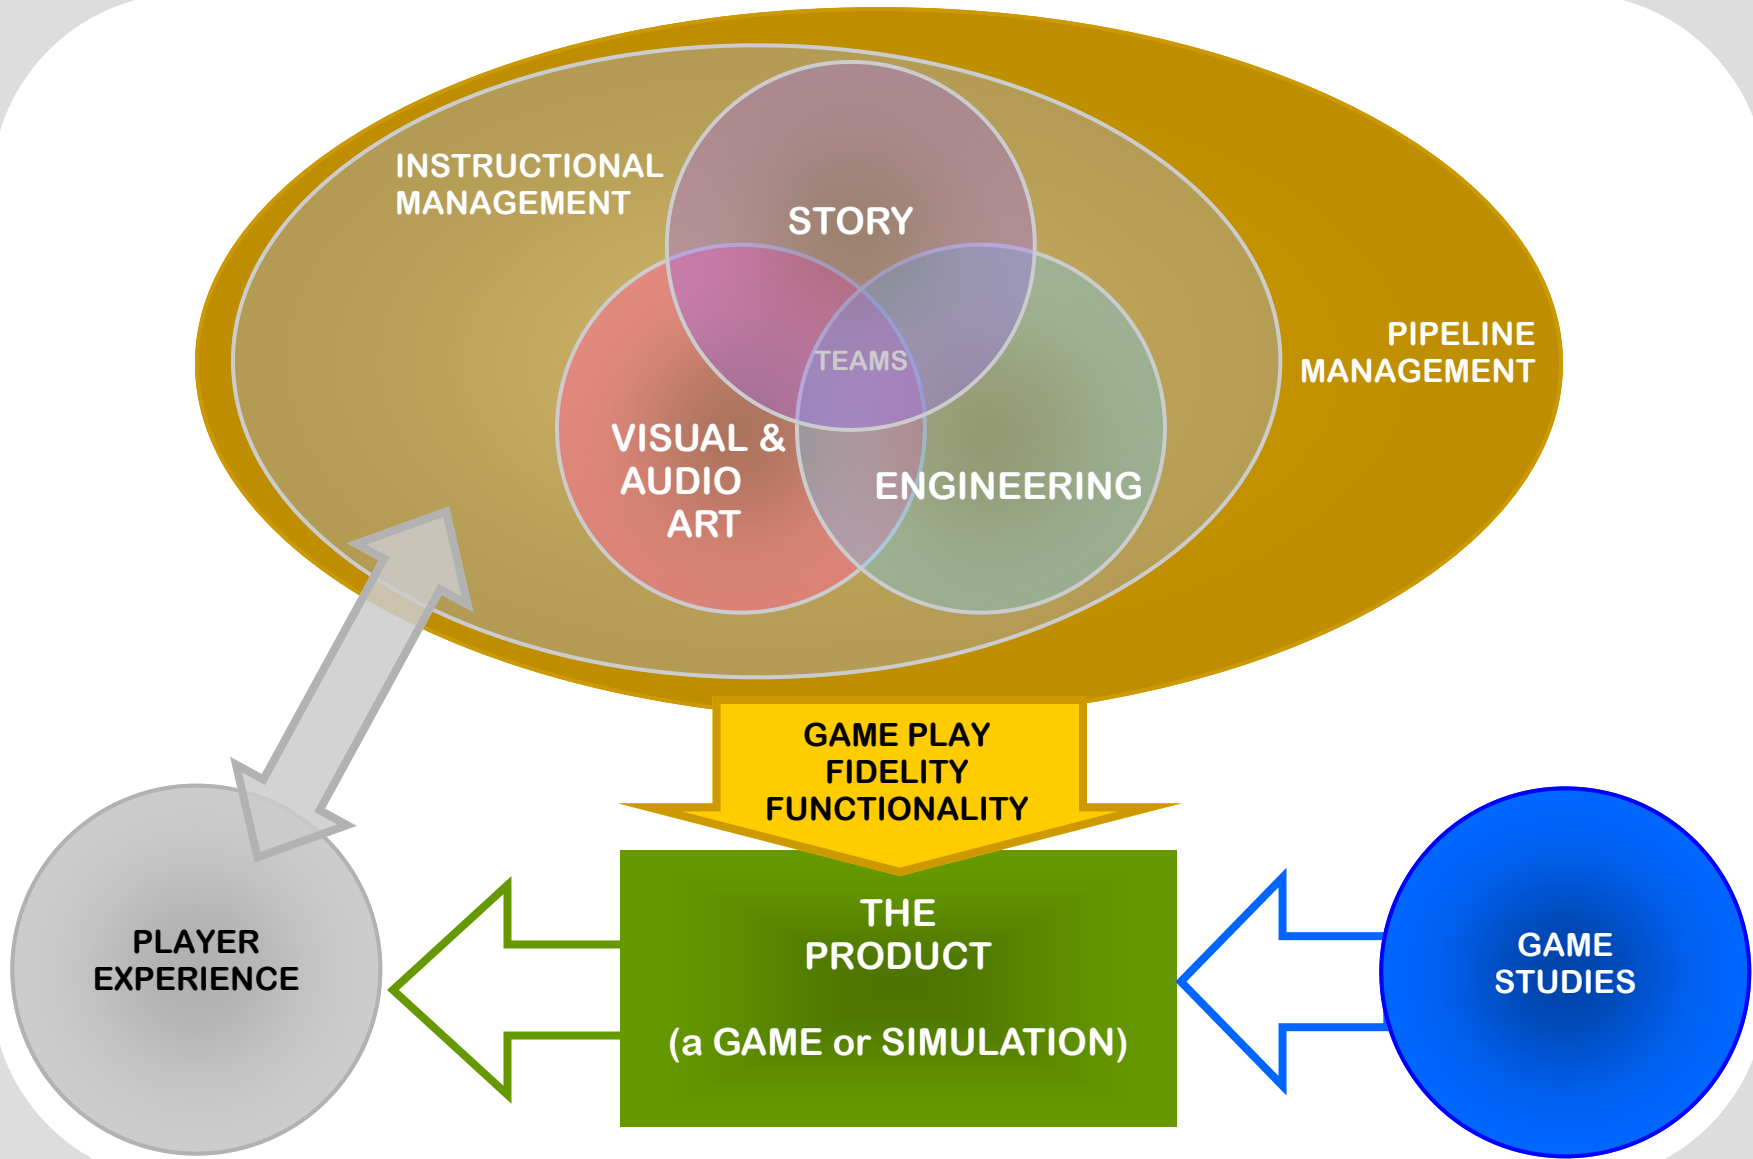 INSTRUCTIONAL
MANAGEMENT
STORY
PIPELINE
MANAGEMENT
TEAMS
VISUAL &
AUDIO
ART
ENGINEERING
GAME PLAY
FIDELITY
FUNCTIONALITY
PLAYER
EXPERIENCE
THE
PRODUCT
(a GAME or SIMULATION)
GAME
STUDIES